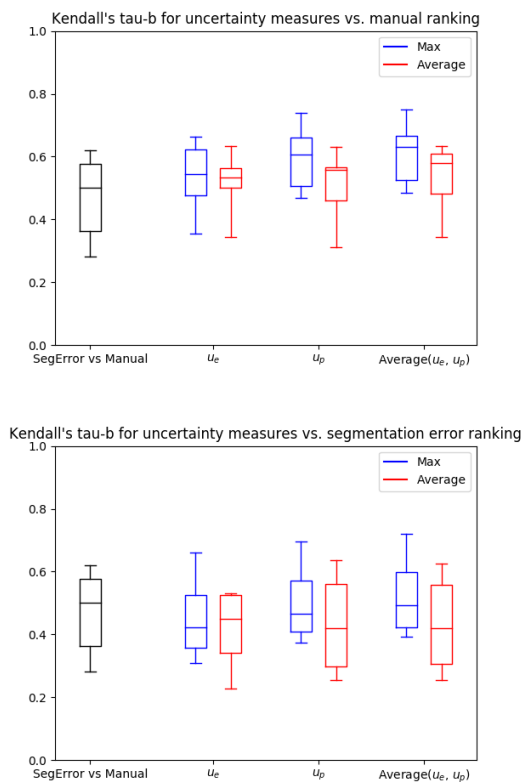 Kendall's tau-b for uncertainty measures vs. manual ranking
1.0
Max
Average
0.8
0.6
0.4
0.2
0.0
SegError vs Manual u_e u_p Average(u_e, u_p)
Kendall's tau-b for uncertainty measures vs. segmentation error ranking
1.0
Max
Average
0.8
0.6
0.4
0.2
0.0
SegError vs Manual u_e u_p Average(u_e, u_p)